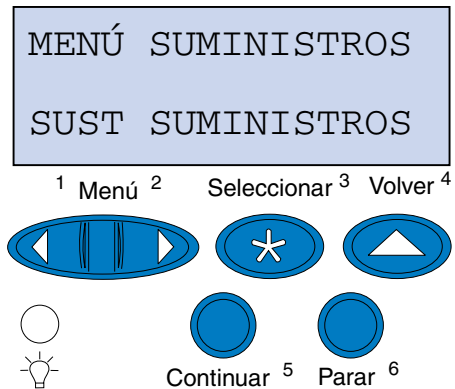 MENÚ SUMINISTROS
SUST SUMINISTROS
1 Menú 2 Seleccionar 3 Volver 4
Continuar 5 Parar 6